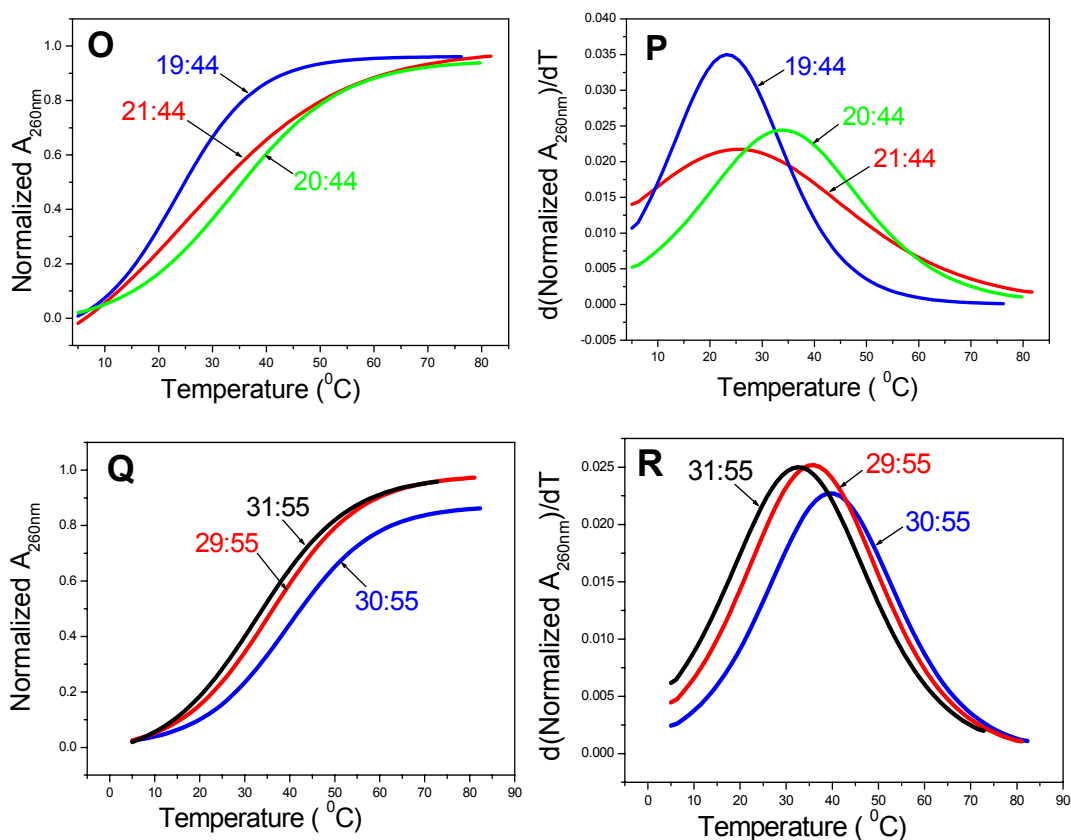 O
Normalized A260nm
1.0
0.8
0.6
0.4
0.2
0.0
19:44
21:44
20:44
10 20 30 40 50 60 70 80
Temperature (⁰C)
P
d(Normalized A260nm)/dT
0.040
0.035
0.030
0.025
0.020
0.015
0.010
0.005
0.000
-0.005
19:44
20:44
21:44
10 20 30 40 50 60 70 80
Temperature ( ⁰C)
Q
Normalized A260nm
1.0
0.8
0.6
0.4
0.2
0.0
31:55
29:55
30:55
0 10 20 30 40 50 60 70 80 90
Temperature ( ⁰C)
R
d(Normalized A260nm)/dT
0.025
0.020
0.015
0.010
0.005
0.000
31:55
29:55
30:55
0 10 20 30 40 50 60 70 80 90
Temperature ( ⁰C)